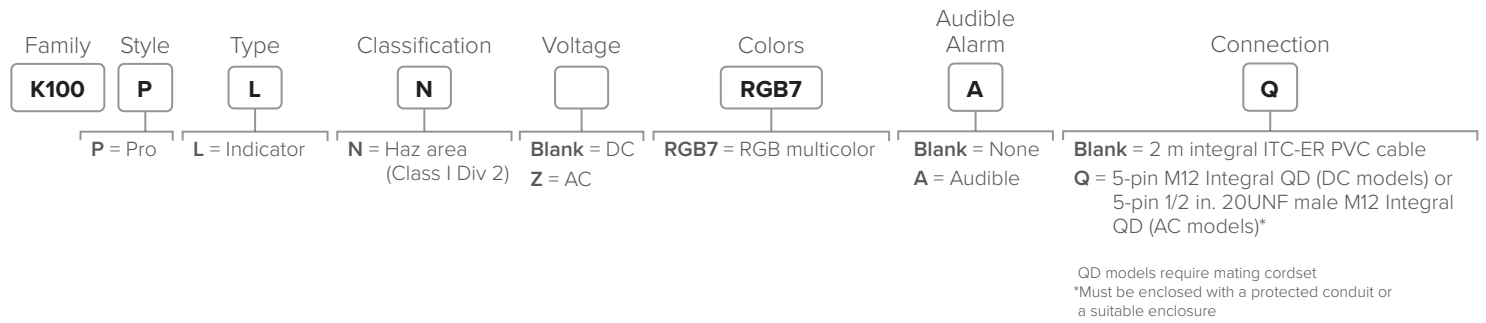 Family
Style
Type
Classification
Voltage
Colors
Audible
Alarm
Connection
K100
P
L
N
RGB7
A
Q
P = Pro
L = Indicator
N = Haz area
(Class I Div 2)
Blank = DC
Z = AC
RGB7 = RGB multicolor
Blank = None
A = Audible
Blank = 2 m integral ITC-ER PVC cable
Q = 5-pin M12 Integral QD (DC models) or
5-pin 1/2 in. 20UNF male M12 Integral
QD (AC models)*
QD models require mating cordset
*Must be enclosed with a protected conduit or
a suitable enclosure